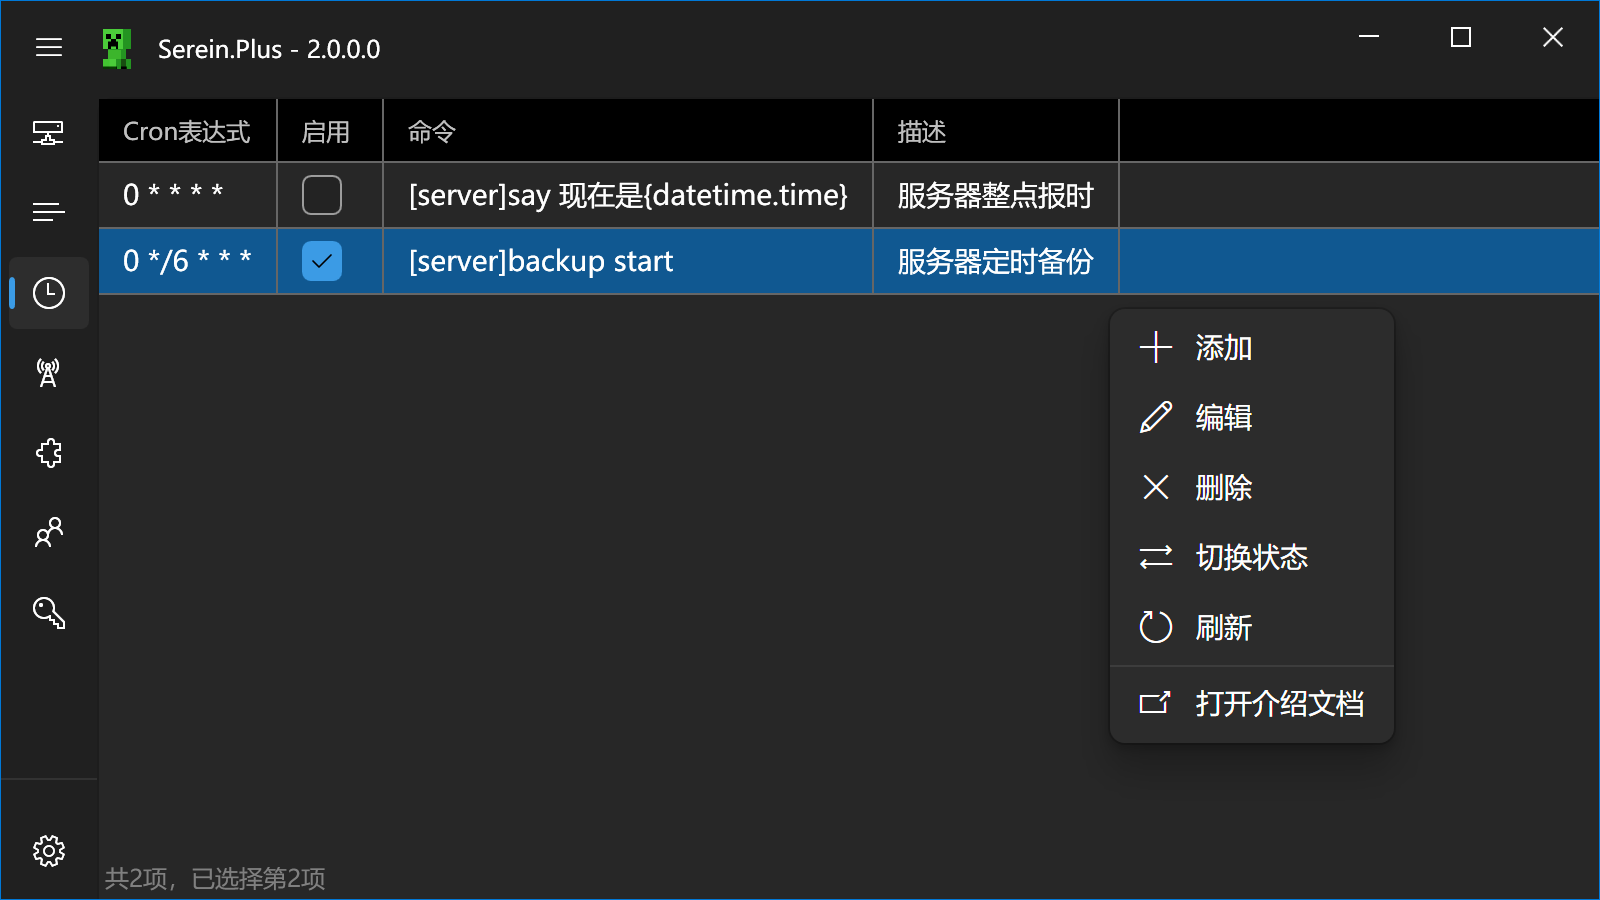 Serein.Plus - 2.0.0.0
Cron表达式 启用 命令 描述
0 * * * * [server]say 现在是{datetime.time} 服务器整点报时
0 */6 * * * [server]backup start 服务器定时备份
添加
编辑
删除
切换状态
刷新
打开介绍文档
共2项，已选择第2项